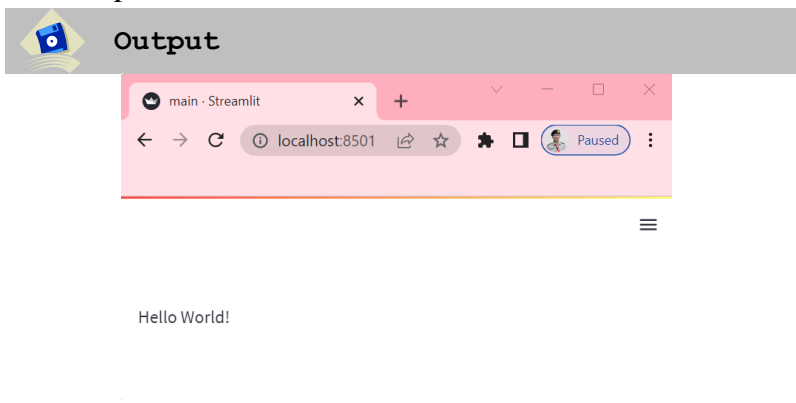 Output
main · Streamlit
localhost:8501
Paused
Hello World!